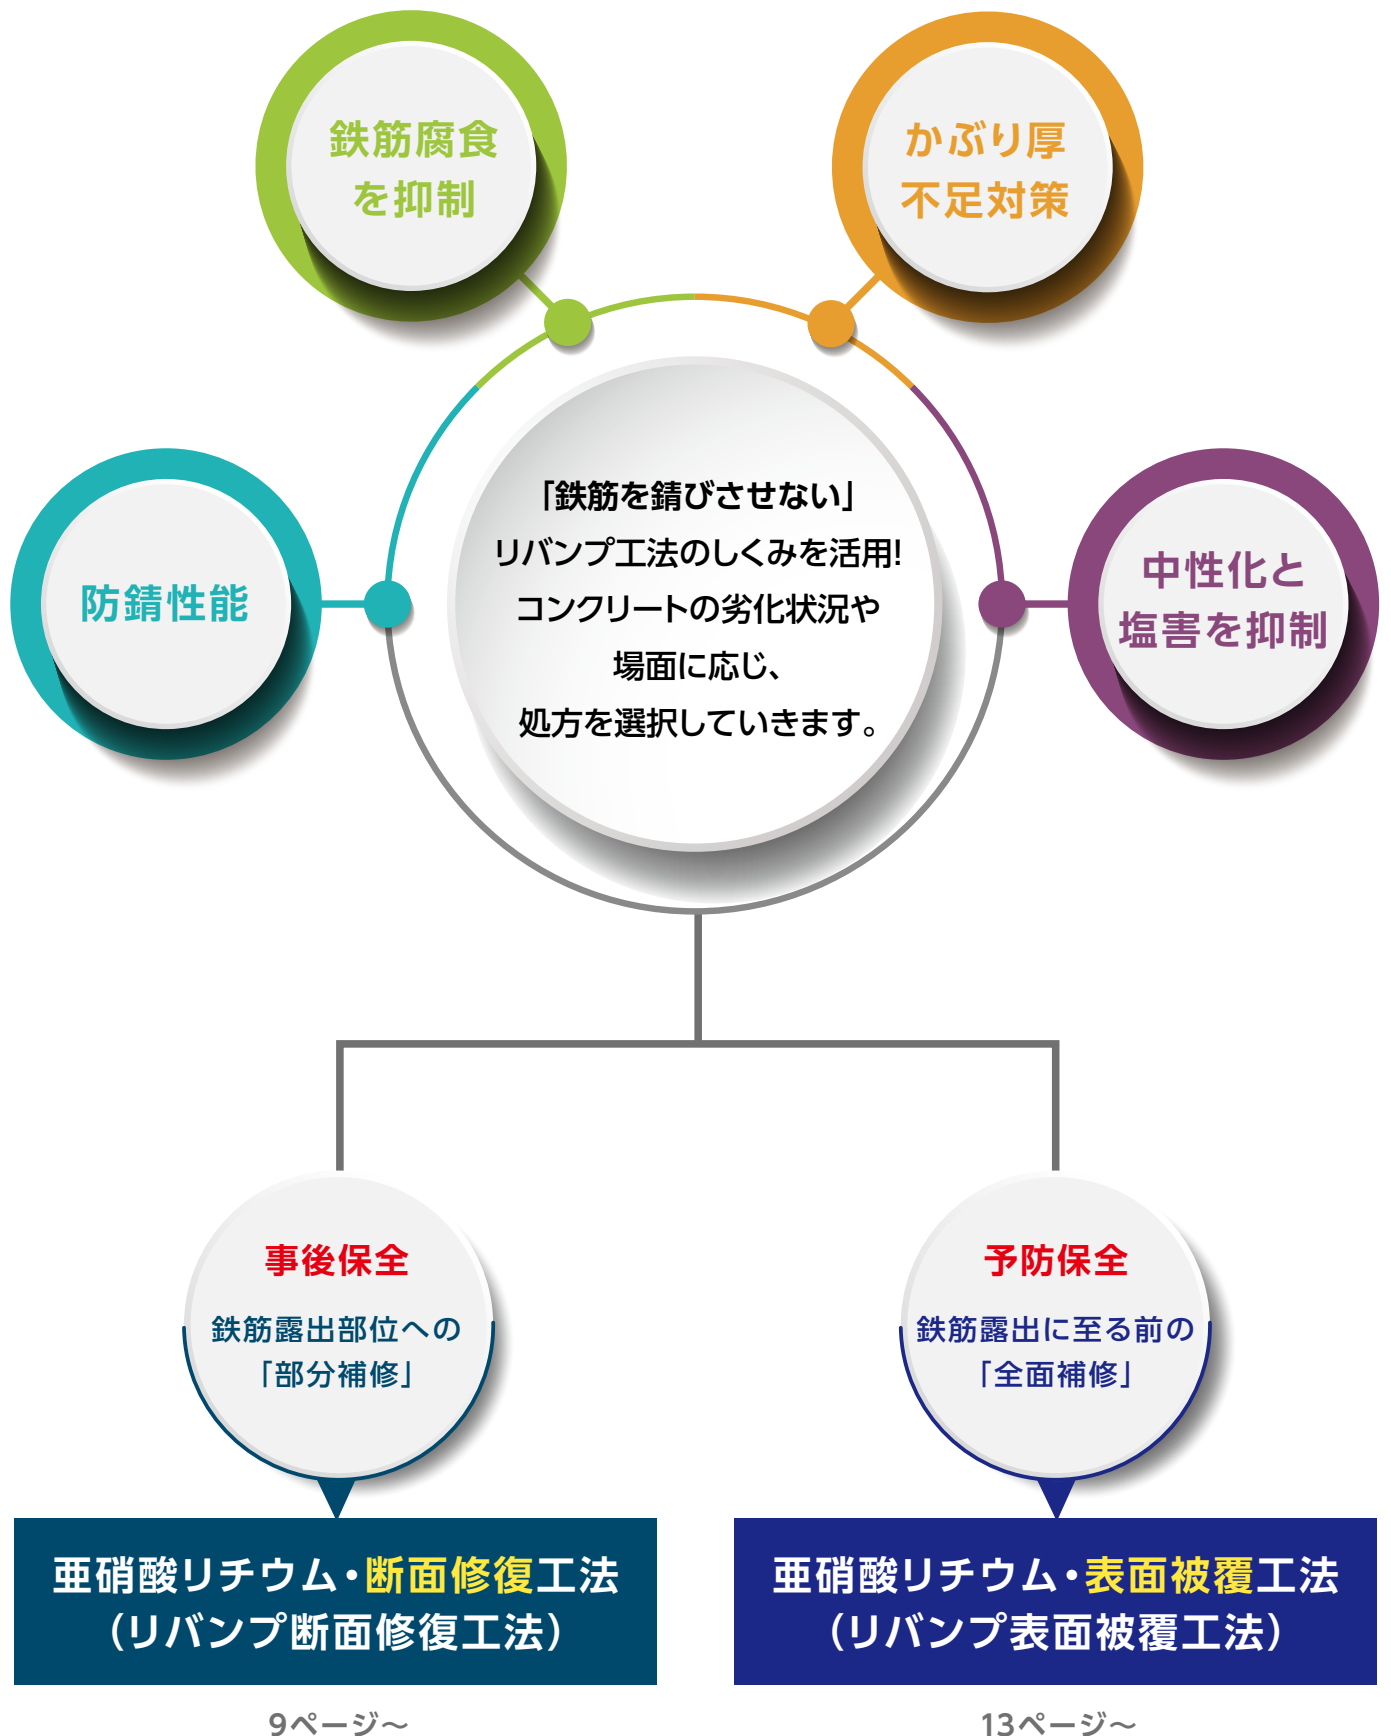 鉄筋腐食
を抑制
かぶり厚
不足対策
防錆性能
「鉄筋を錆びさせない」
リバンプ工法のしくみを活用!
コンクリートの劣化状況や
場面に応じ、
処方を選択していきます。
中性化と
塩害を抑制
事後保全
鉄筋露出部位への
「部分補修」
予防保全
鉄筋露出に至る前の
「全面補修」
亜硝酸リチウム・断面修復工法
（リバンプ断面修復工法）
亜硝酸リチウム・表面被覆工法
（リバンプ表面被覆工法）
9ページ～
13ページ～